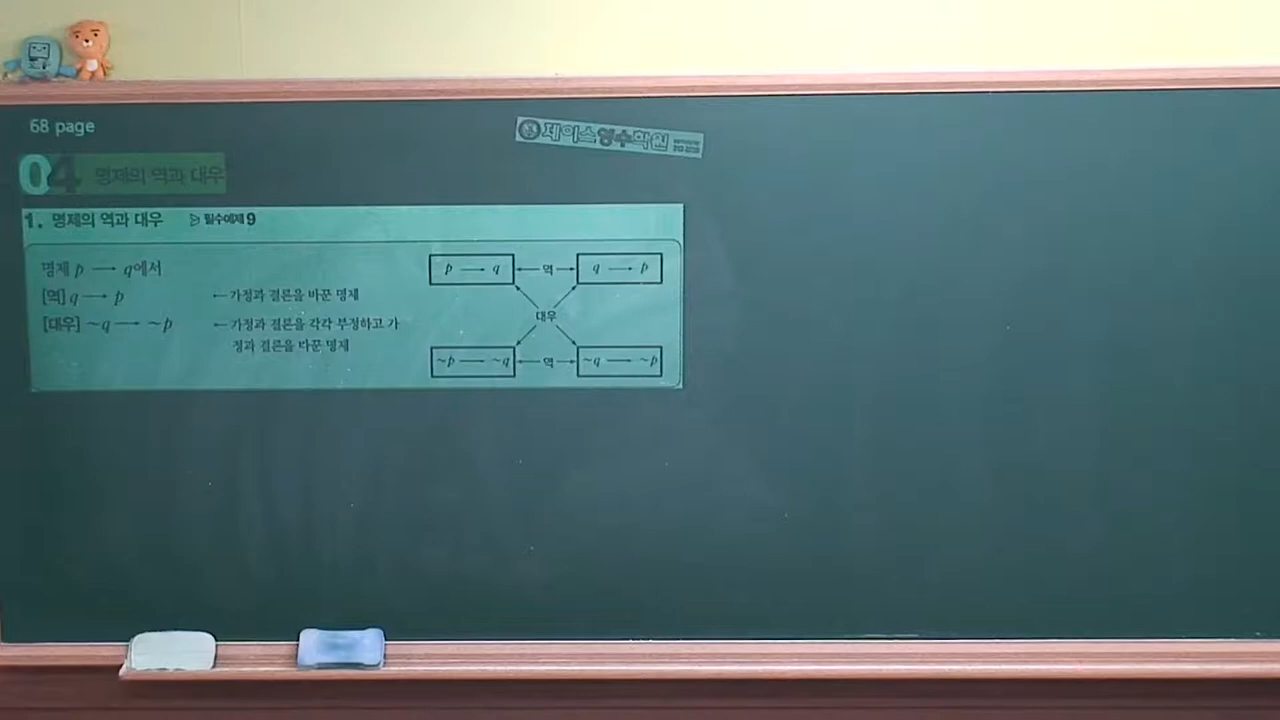 68 page
제이스영수학원
04 명제의 역과 대우
1. 명제의 역과 대우 ▷ 필수예제 9
명제 p → q에서
[역] q → p ← 가정과 결론을 바꾼 명제
[대우] ~q → ~p ← 가정과 결론을 각각 부정하고 가
정과 결론을 바꾼 명제
p → q ↔ 역 ↔ q → p
대우
~p → ~q ↔ 역 ↔ ~q → ~p